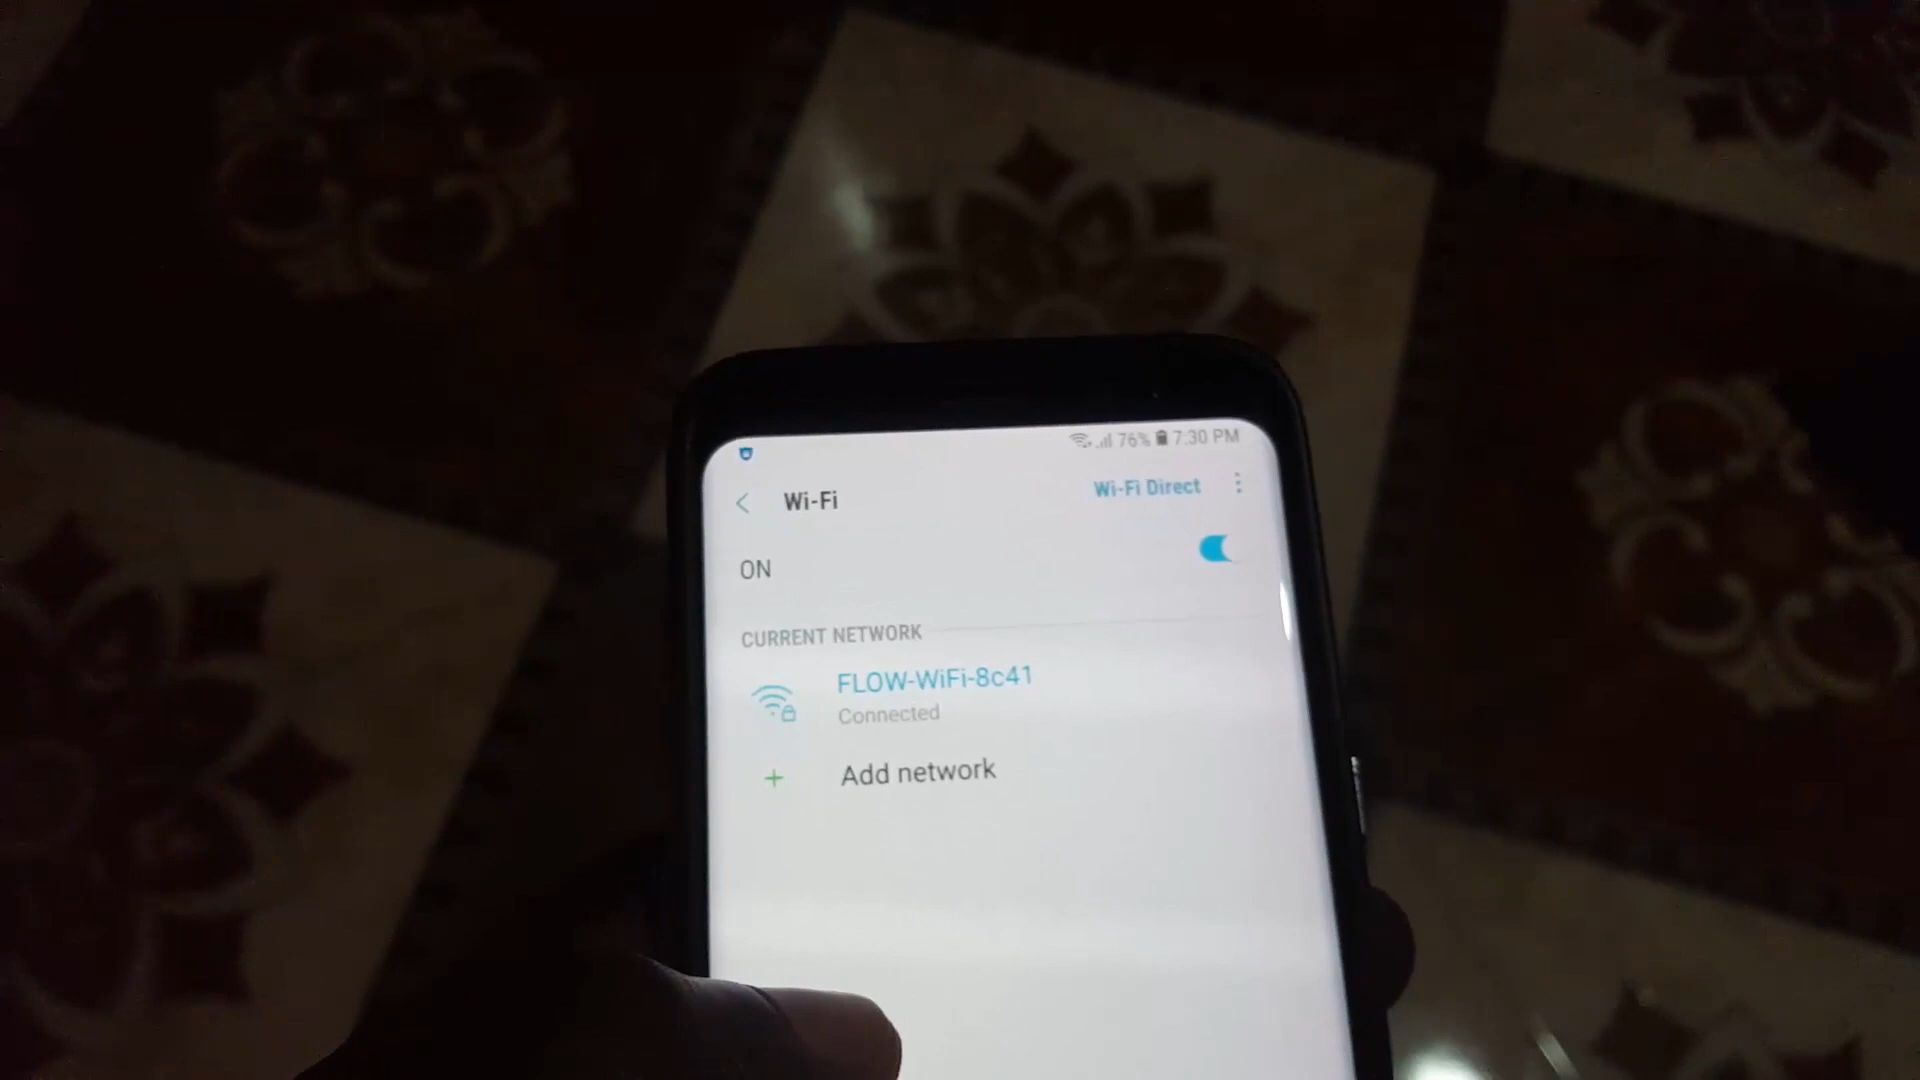 76% 7:30 PM
Wi-Fi
Wi-Fi Direct
ON
CURRENT NETWORK
FLOW-WiFi-8c41
Connected
Add network